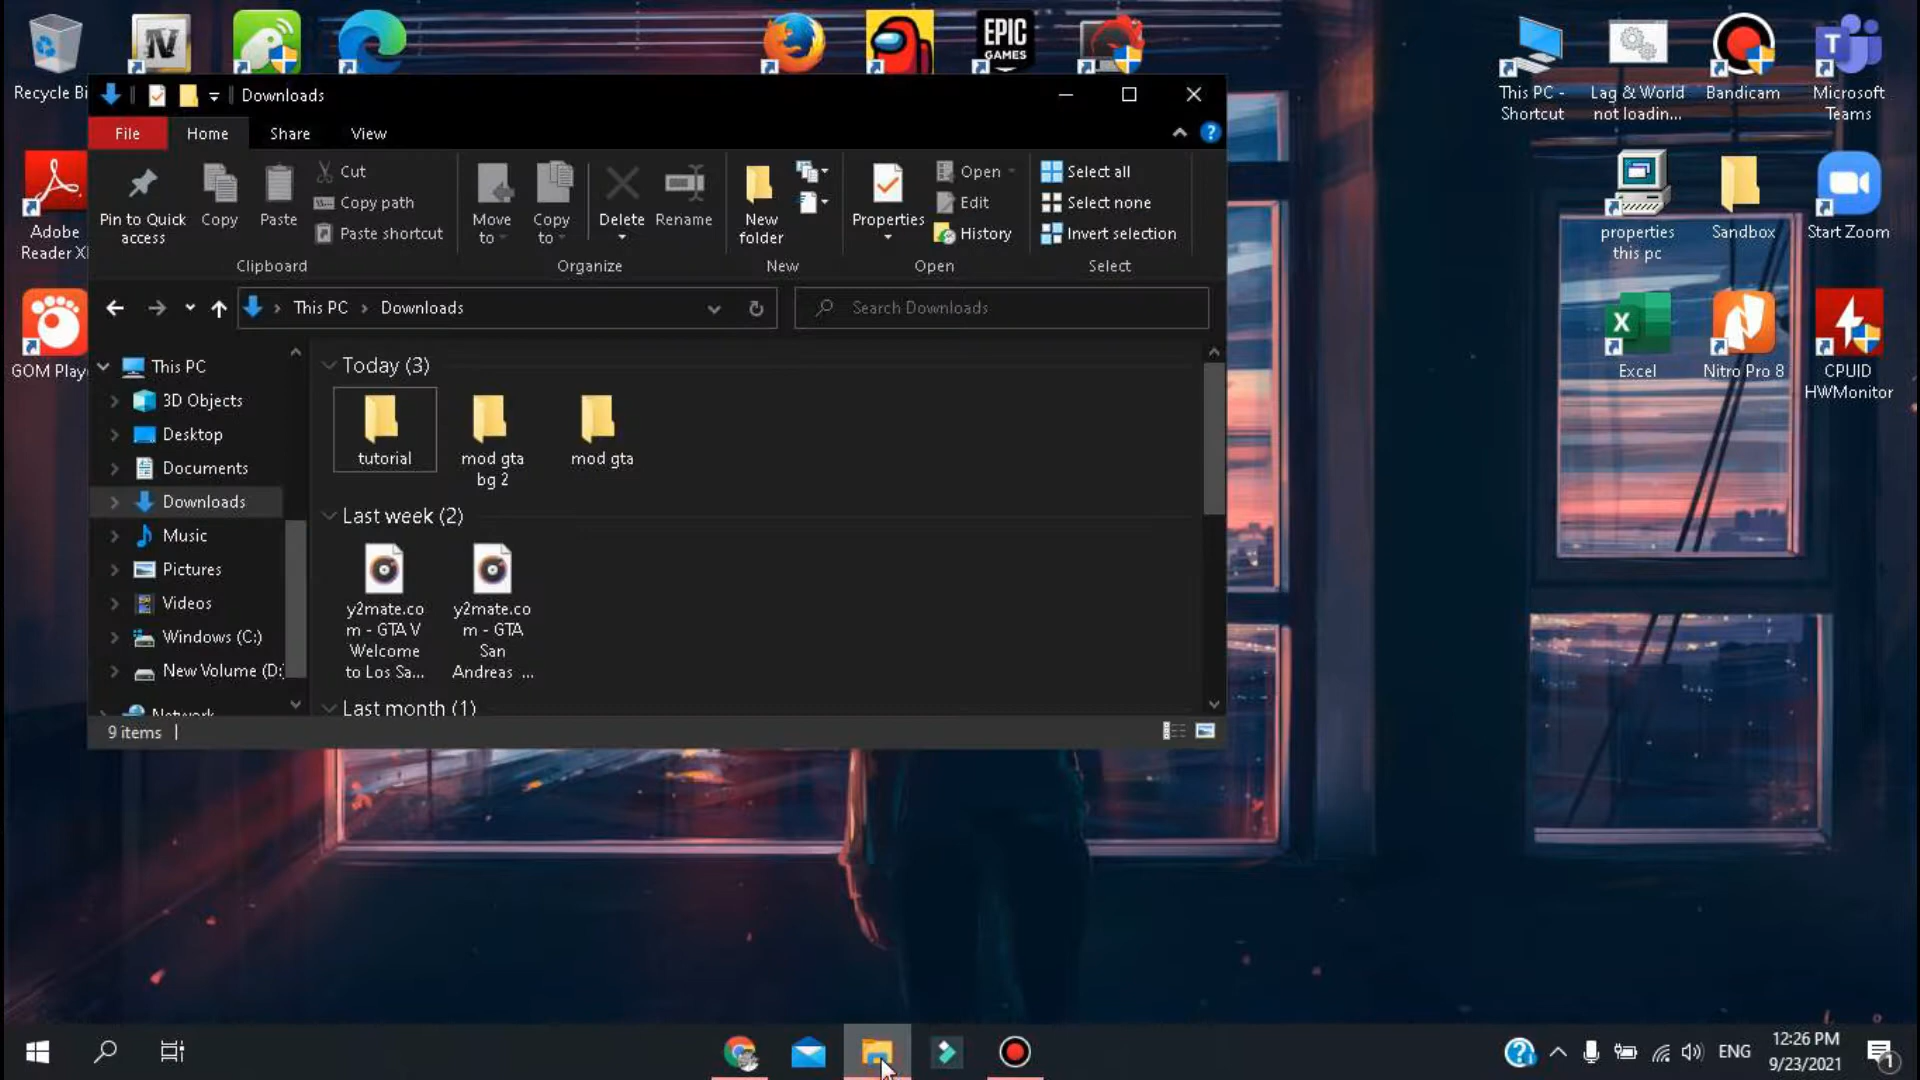 EPIC
GAMES
Recycle Bi
Downloads
File
Home
Share
View
Pin to Quick
access
Copy
Paste
Cut
Copy path
Paste shortcut
Clipboard
Move
to
Copy
to
Delete
Rename
Organize
New
folder
New
Properties
Open
Edit
History
Open
Select all
Select none
Invert selection
Select
This PC
Downloads
Search Downloads
This PC
3D Objects
Desktop
Documents
Downloads
Music
Pictures
Videos
Windows (C:)
New Volume (D:
Network
Today (3)
tutorial
mod gta
bg 2
mod gta
Last week (2)
y2mate.co
m - GTA V
Welcome
to Los Sa...
y2mate.co
m - GTA
San
Andreas ...
Last month (1)
9 items
Adobe
Reader XI
GOM Play
This PC -
Shortcut
Lag & World
not loadin...
Bandicam
Microsoft
Teams
properties
this pc
Sandbox
Start Zoom
Excel
Nitro Pro 8
CPUID
HWMonitor
ENG
12:26 PM
9/23/2021
1